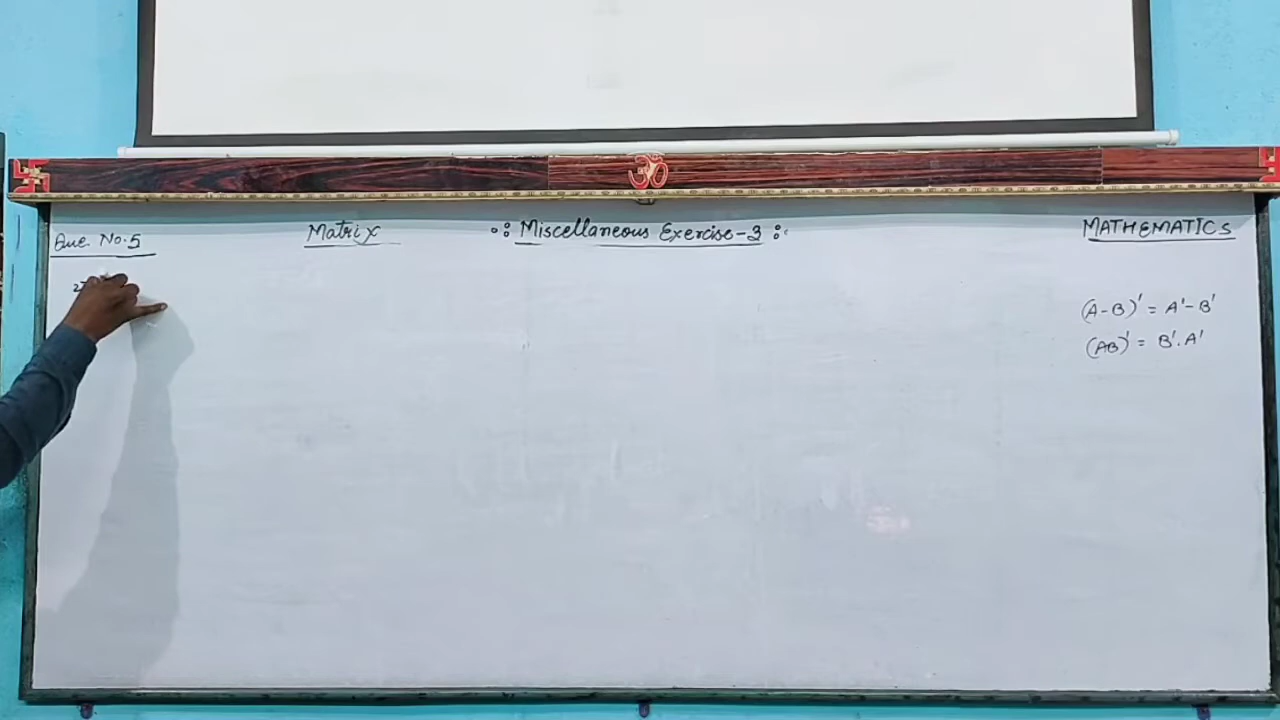 Que. No. 5
Matrix
Miscellaneous Exercise-3
MATHEMATICS
(A-B)' = A'-B'
(AB)' = B'.A'